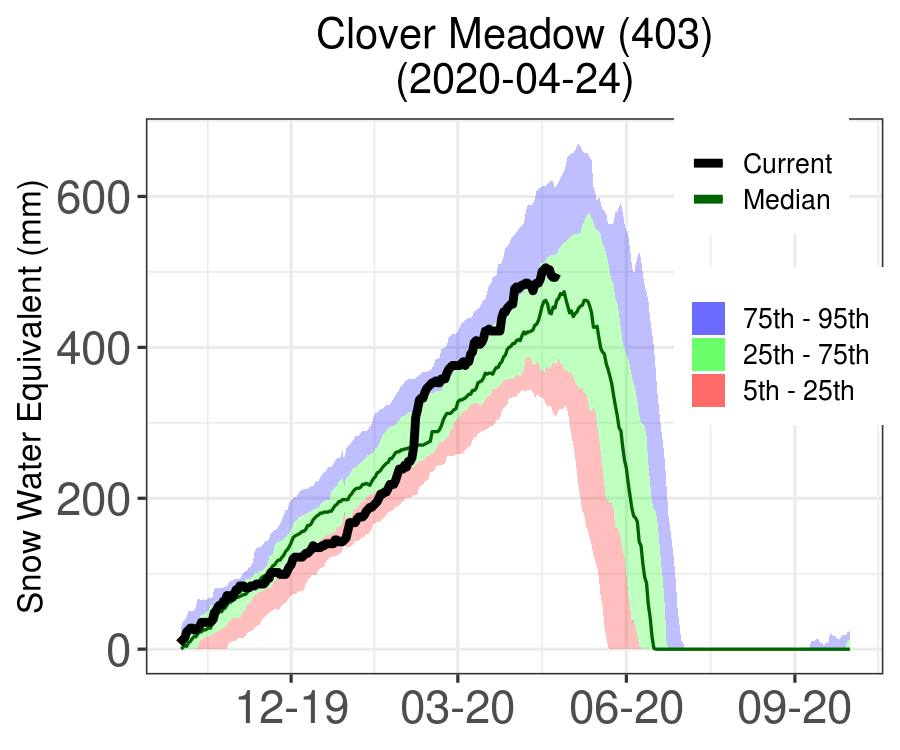 Clover Meadow (403)
(2020-04-24)
Snow Water Equivalent (mm)
600
400
200
0
12-19
03-20
06-20
09-20
Current
Median
75th - 95th
25th - 75th
5th - 25th